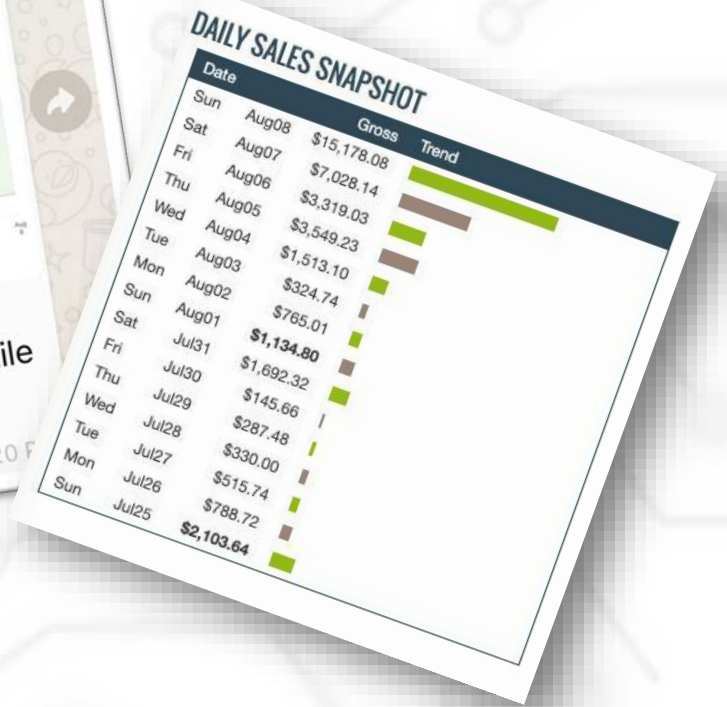 DAILY SALES SNAPSHOT
Date Gross Trend
Sun Aug08 $15,178.08
Sat Aug07 $7,028.14
Fri Aug06 $3,319.03
Thu Aug05 $3,549.23
Wed Aug04 $1,513.10
Tue Aug03 $324.74
Mon Aug02 $765.01
Sun Aug01 $1,134.80
Sat Jul31 $1,692.32
Fri Jul30 $145.66
Thu Jul29 $287.48
Wed Jul28 $330.00
Tue Jul27 $515.74
Mon Jul26 $788.72
Sun Jul25 $2,103.64
ile